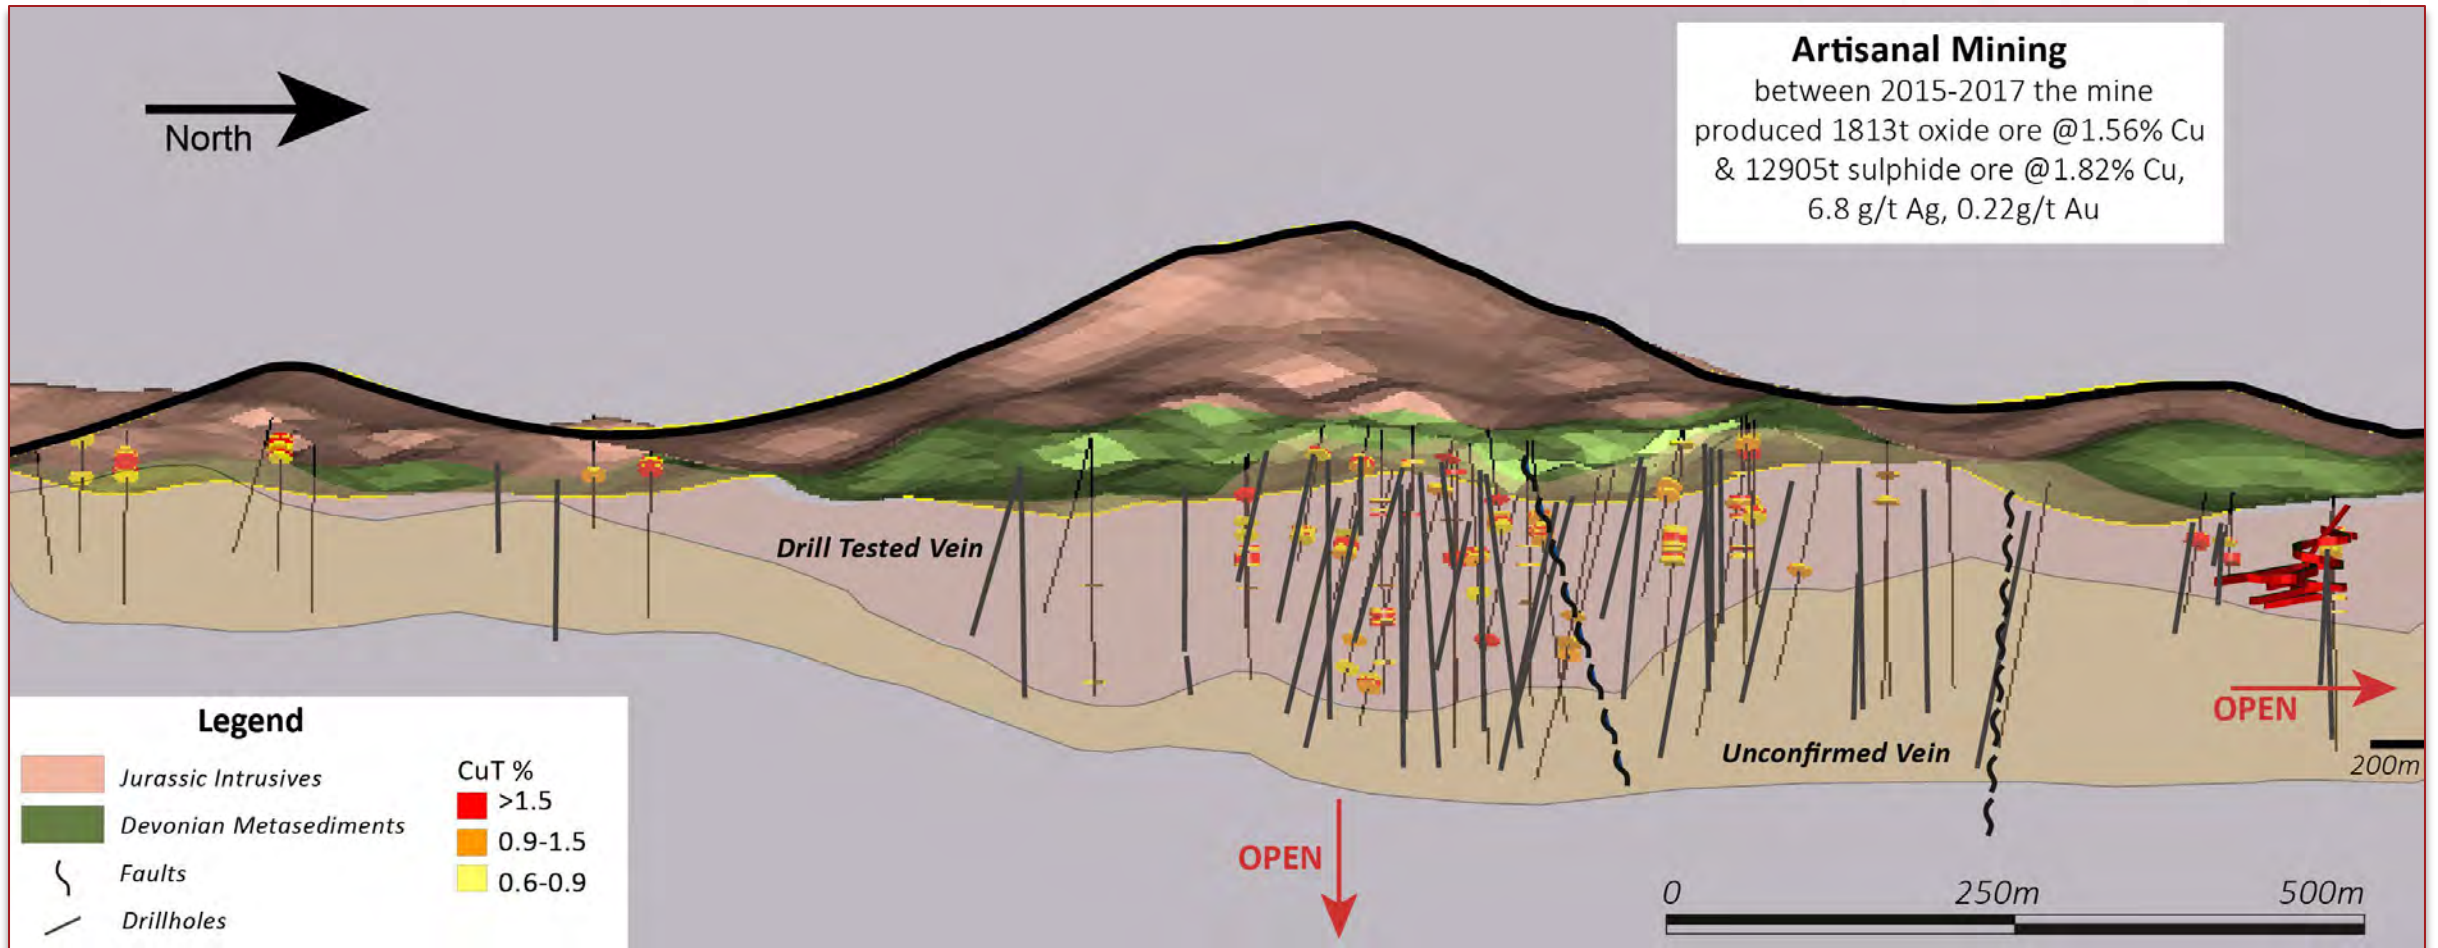 North
Artisanal Mining
between 2015-2017 the mine
produced 1813t oxide ore @1.56% Cu
& 12905t sulphide ore @1.82% Cu,
6.8 g/t Ag, 0.22g/t Au
Drill Tested Vein
Unconfirmed Vein
OPEN
200m
OPEN
Legend
Jurassic Intrusives
Devonian Metasediments
Faults
Drillholes
CuT %
>1.5
0.9-1.5
0.6-0.9
0 250m 500m